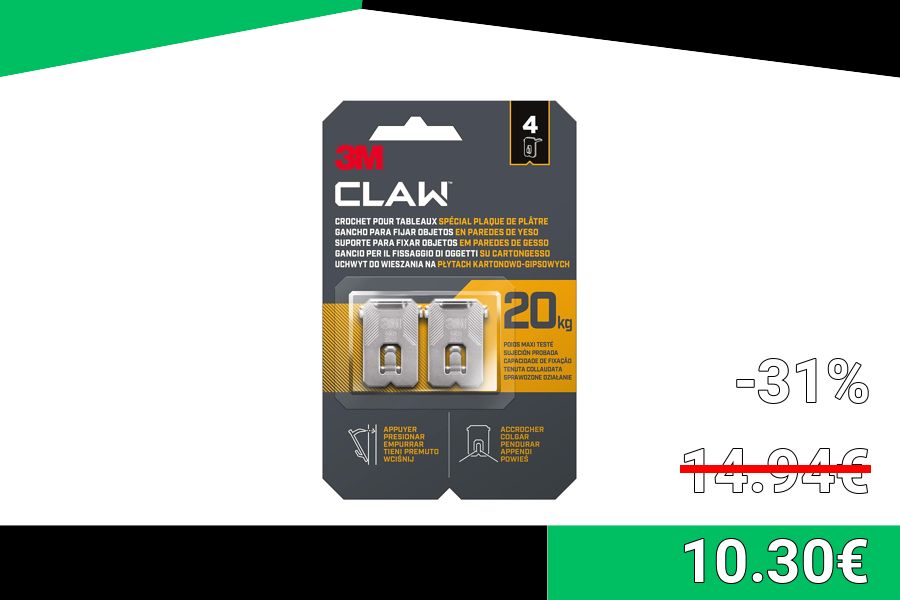 4
3M
CLAW™
CROCHET POUR TABLEAUX SPÉCIAL PLAQUE DE PLÂTRE
GANCHO PARA FIJAR OBJETOS EN PAREDES DE YESO
SUPORTE PARA FIXAR OBJETOS EM PAREDES DE GESSO
GANCIO PER IL FISSAGGIO DI OGGETTI SU CARTONGESSO
UCHWYT DO WIESZANIA NA PŁYTACH KARTONOWO-GIPSOWYCH
20kg
3M
3M
POIDS MAXI TESTÉ
SUJECIÓN PROBADA
CAPACIDADE DE FIXAÇÃO
TENUTA COLLAUDATA
SPRAWDZONE DZIAŁANIE
-31%
APPUYER
PRESIONAR
EMPURRAR
TIENI PREMUTO
WCIŚNIJ
ACCROCHER
COLGAR
PENDURAR
APPENDI
POWIEŚ
14.94€
10.30€